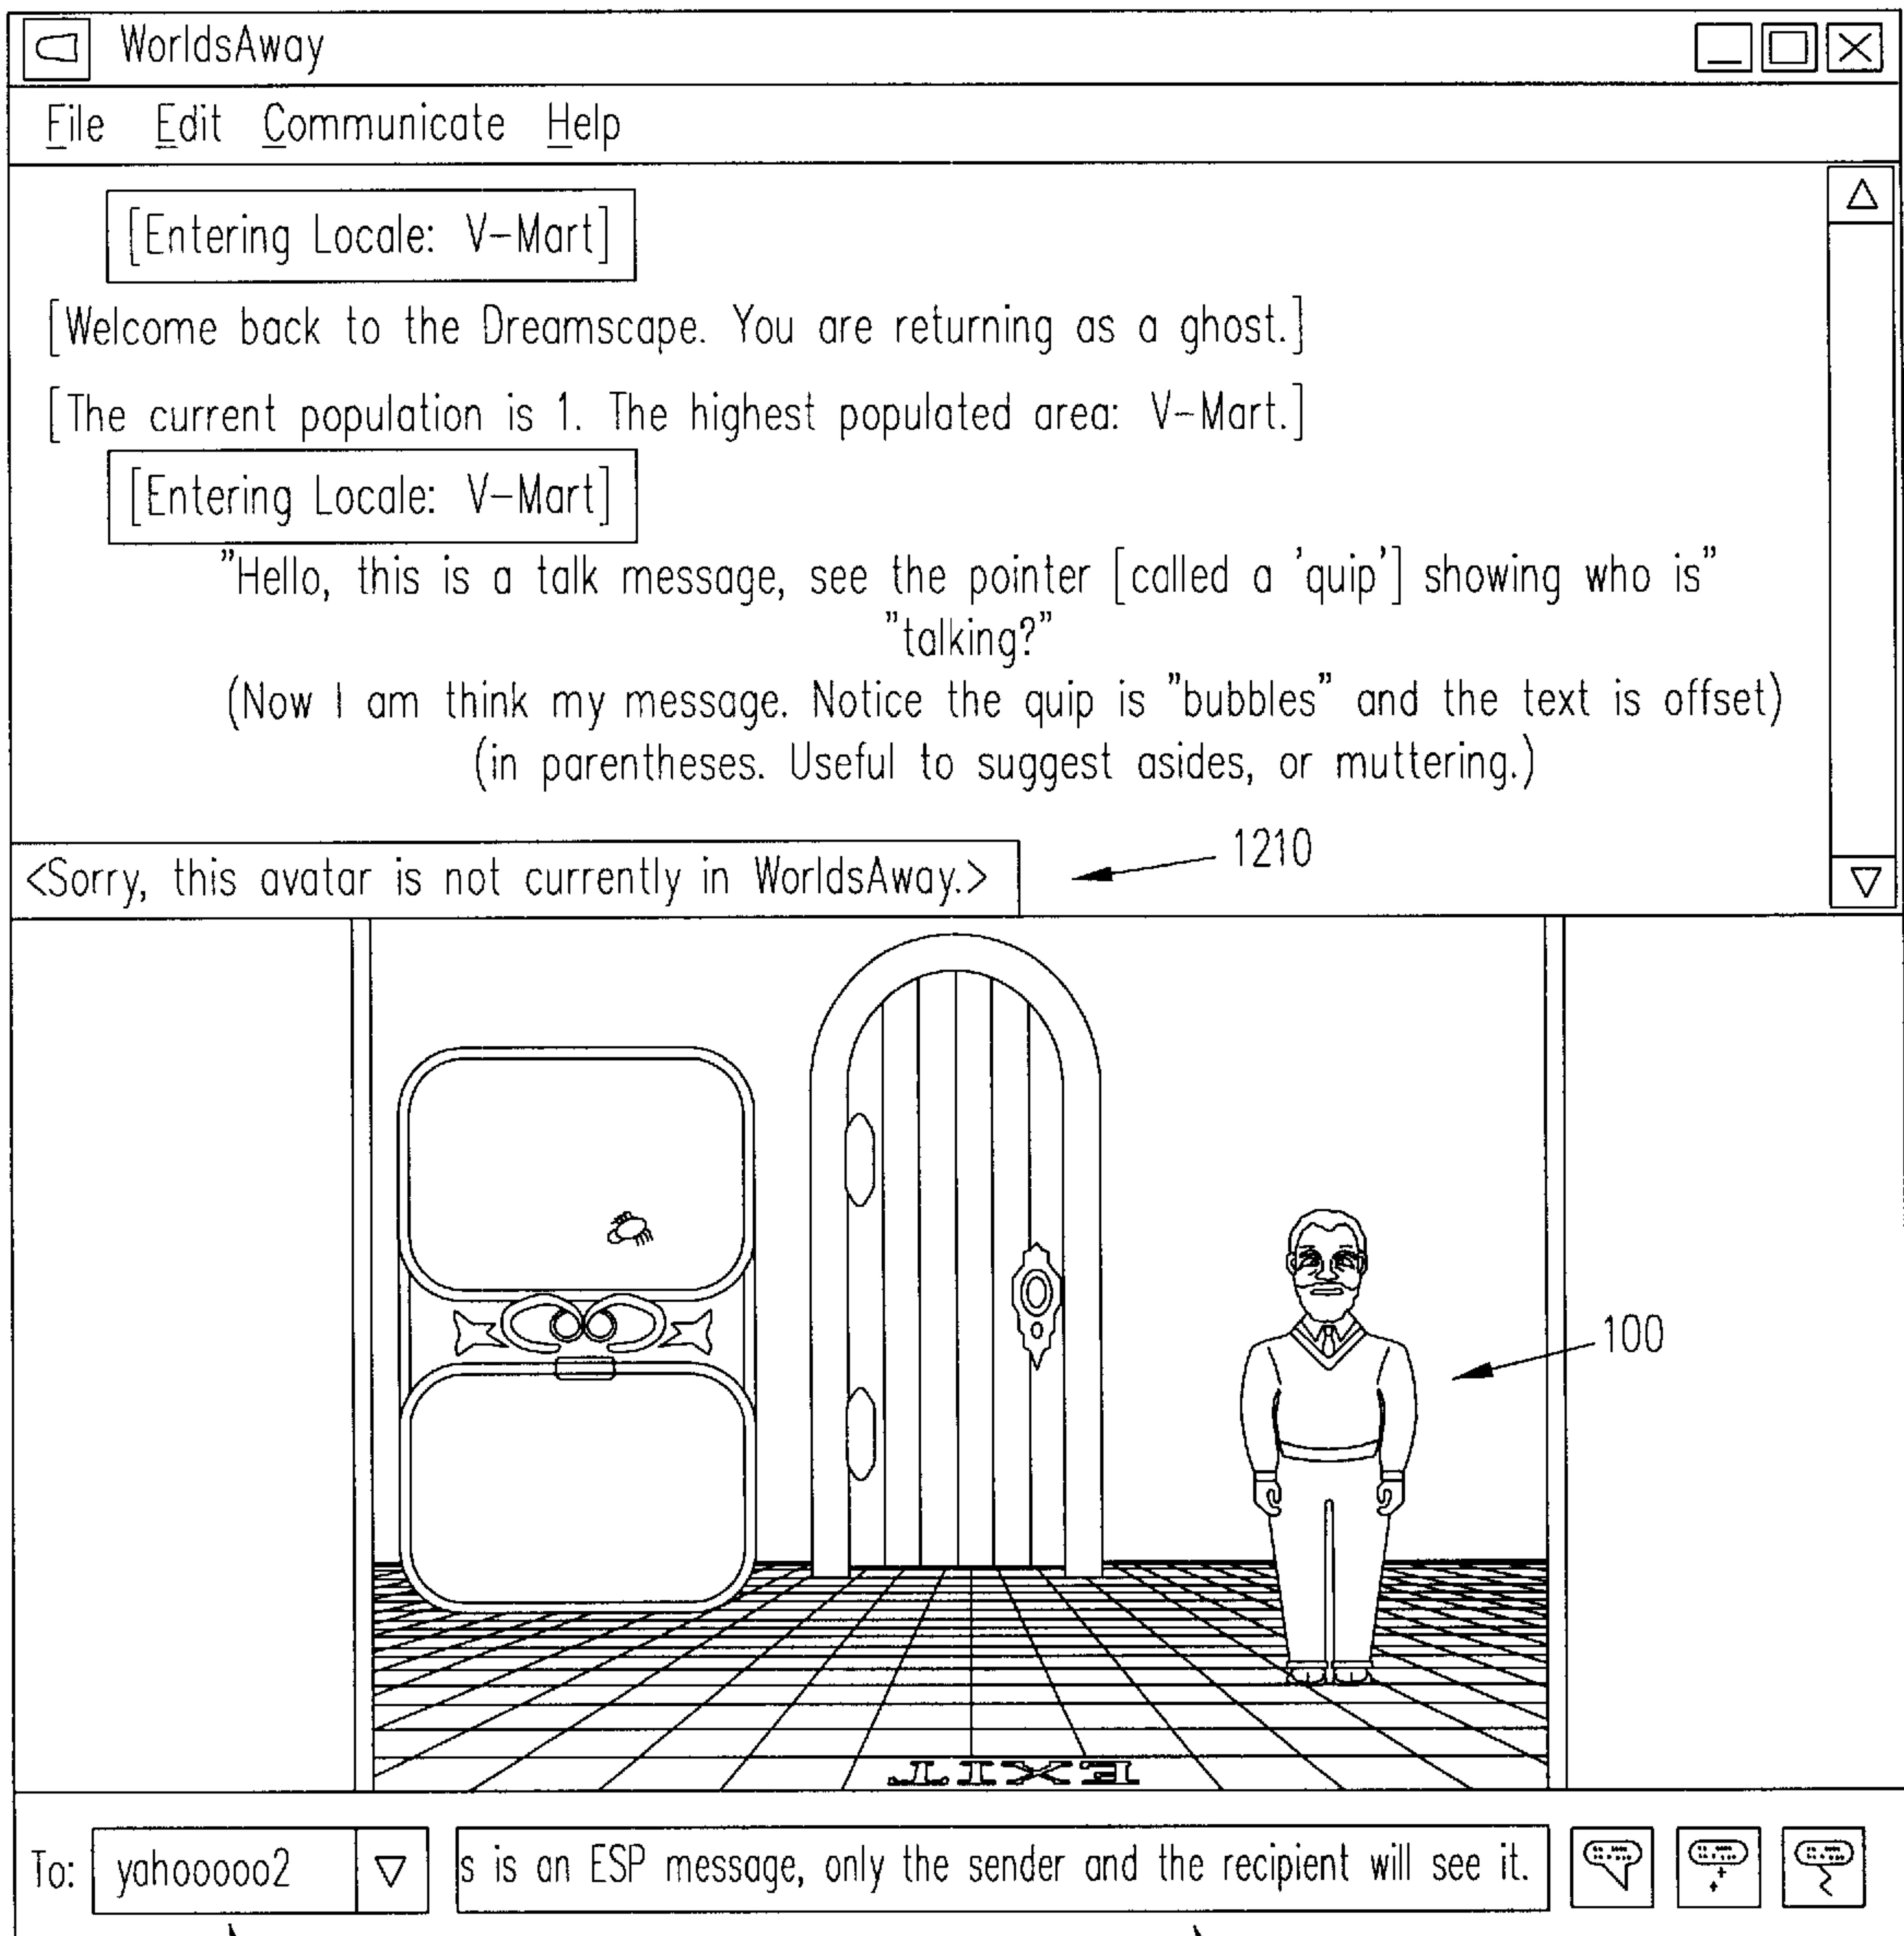 WorldsAway
File Edit Communicate Help
[Entering Locale: V-Mart]
[Welcome back to the Dreamscape. You are returning as a ghost.]
[The current population is 1. The highest populated area: V-Mart.]
[Entering Locale: V-Mart]
"Hello, this is a talk message, see the pointer [called a 'quip'] showing who is"
"talking?"
(Now I am think my message. Notice the quip is "bubbles" and the text is offset)
(in parentheses. Useful to suggest asides, or muttering.)
1210
<Sorry, this avatar is not currently in WorldsAway.>
100
EXIT
To: yahooooo2 s is an ESP message, only the sender and the recipient will see it.